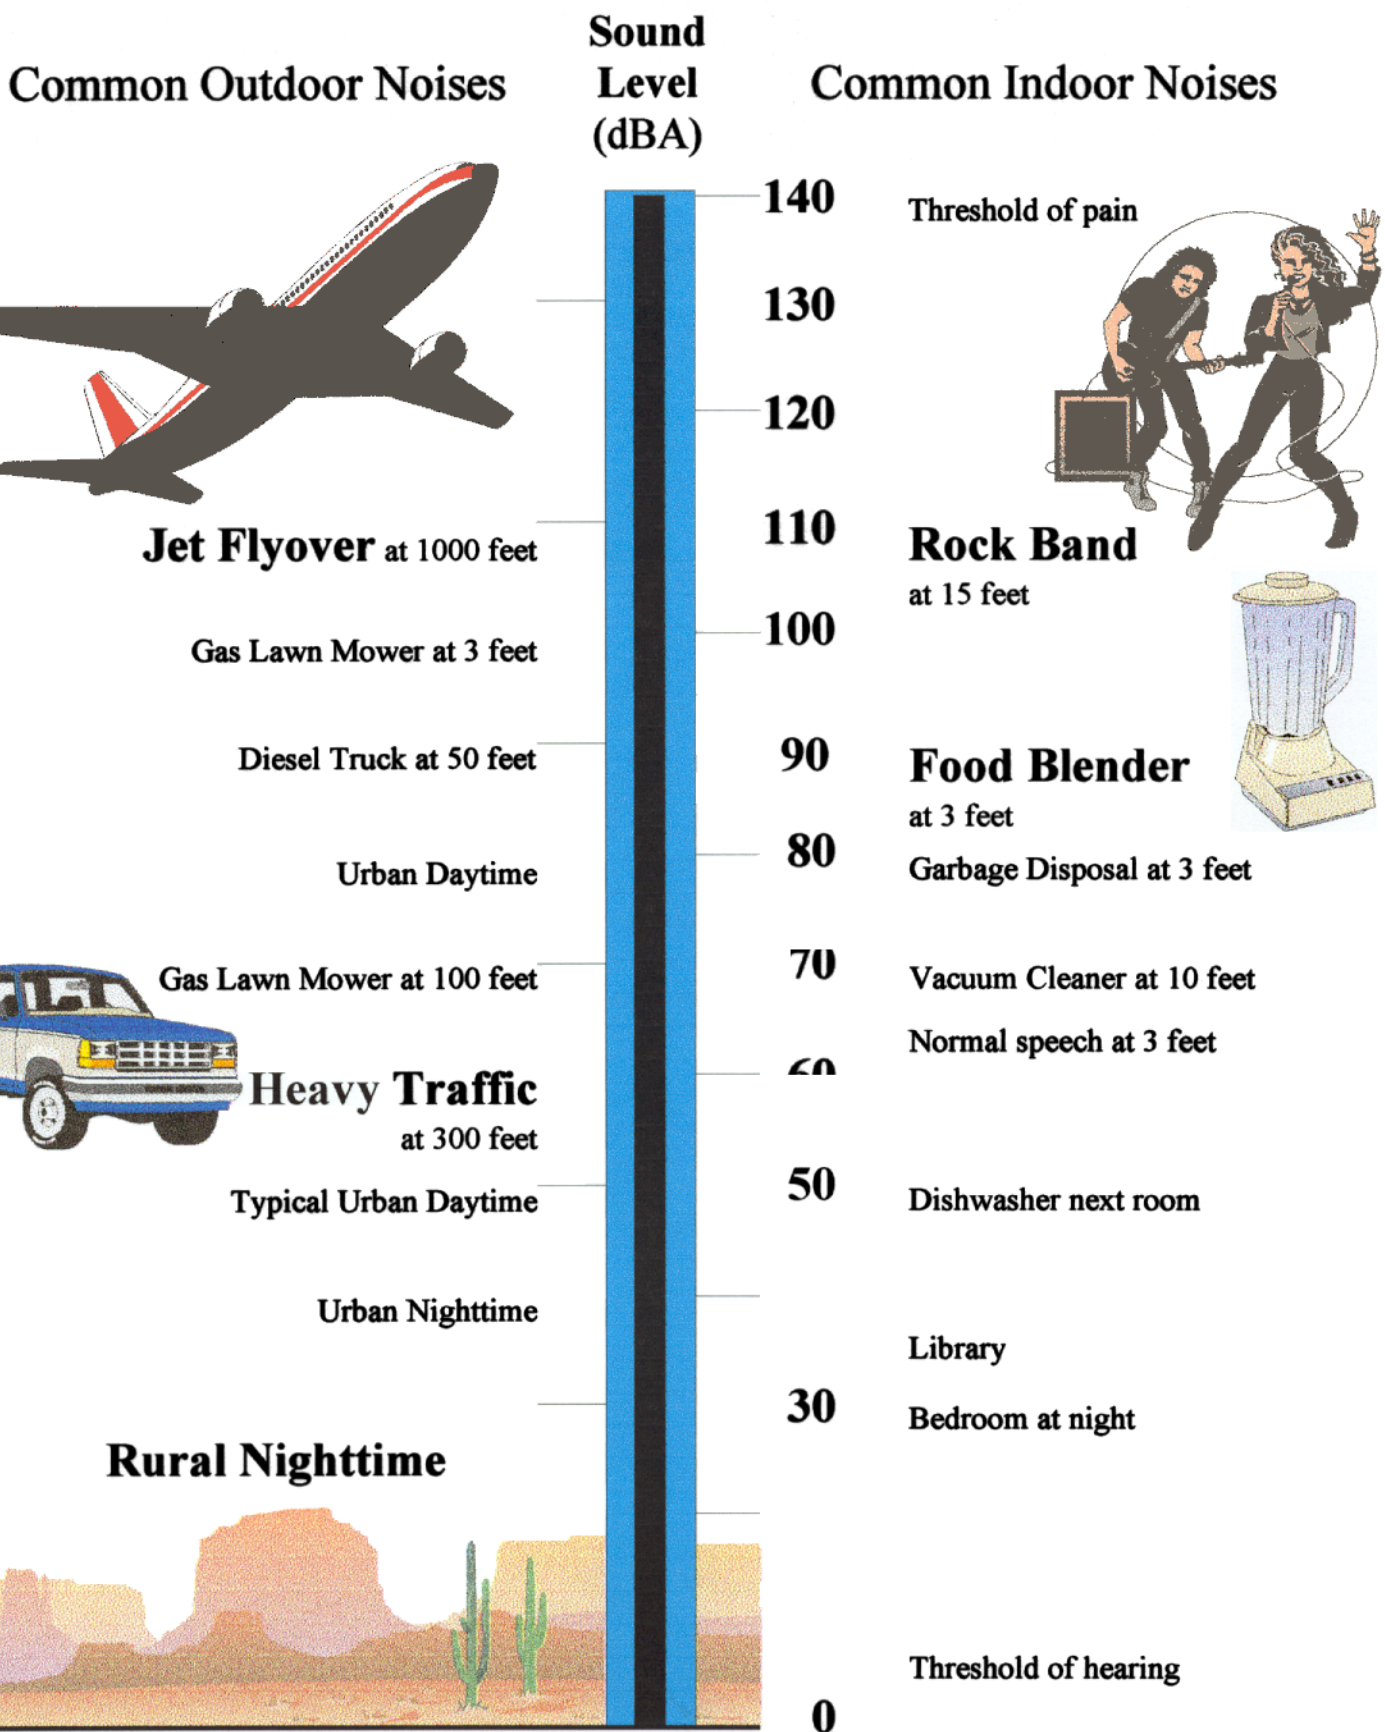 Sound
Level
(dBA)
Common Outdoor Noises
Common Indoor Noises
140
Threshold of pain
130
120
110
Jet Flyover at 1000 feet
Rock Band
at 15 feet
100
Gas Lawn Mower at 3 feet
90
Diesel Truck at 50 feet
Food Blender
at 3 feet
80
Urban Daytime
Garbage Disposal at 3 feet
70
Gas Lawn Mower at 100 feet
Vacuum Cleaner at 10 feet
Normal speech at 3 feet
60
Heavy Traffic
at 300 feet
50
Typical Urban Daytime
Dishwasher next room
Urban Nighttime
Library
30
Bedroom at night
Rural Nighttime
Threshold of hearing
0